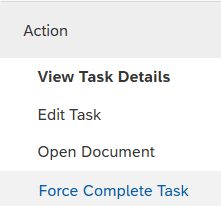 Action
View Task Details
Edit Task
Open Document
Force Complete Task